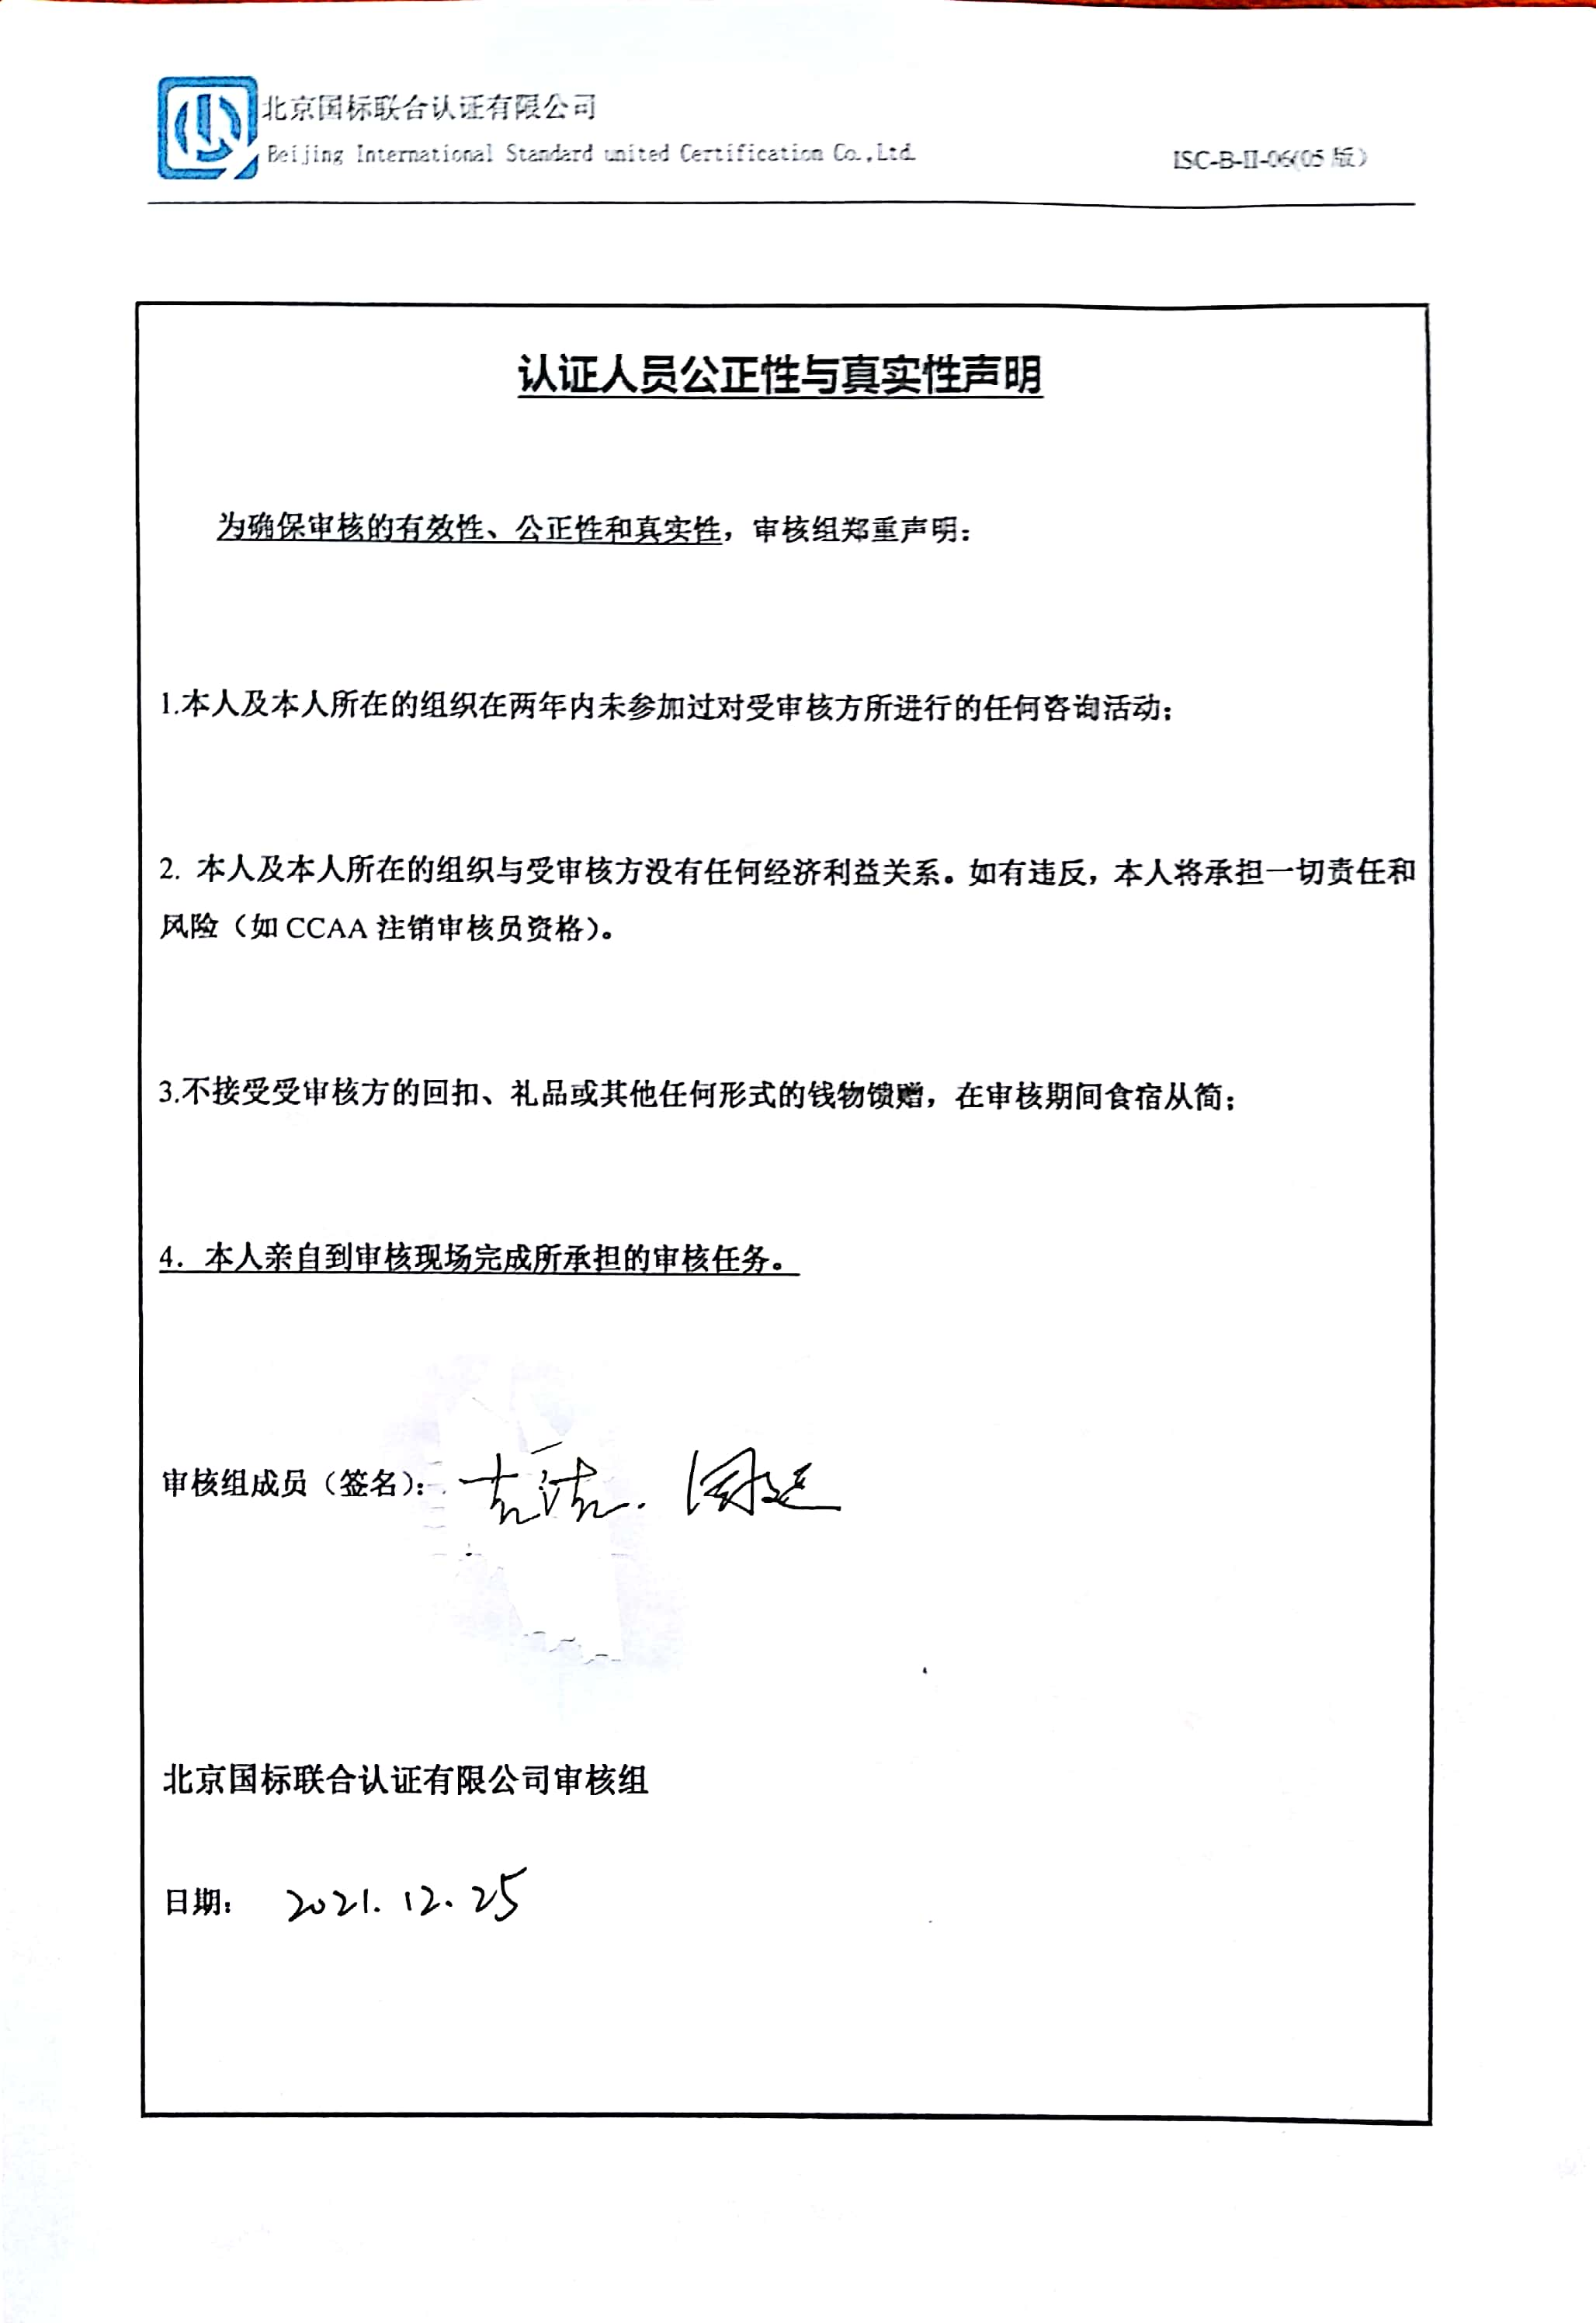 北京国标联合认证有限公司
Beijing International Standard united Certification Co.,Ltd.
ISC-B-II-06(05 版)
认证人员公正性与真实性声明
为确保审核的有效性、公正性和真实性，审核组郑重声明：
1.本人及本人所在的组织在两年内未参加过对受审核方所进行的任何咨询活动；
2. 本人及本人所在的组织与受审核方没有任何经济利益关系。如有违反，本人将承担一切责任和
风险（如 CCAA 注销审核员资格）。
3.不接受受审核方的回扣、礼品或其他任何形式的钱物馈赠，在审核期间食宿从简；
4. 本人亲自到审核现场完成所承担的审核任务。
审核组成员（签名）：
北京国标联合认证有限公司审核组
日期： 2021.12.25